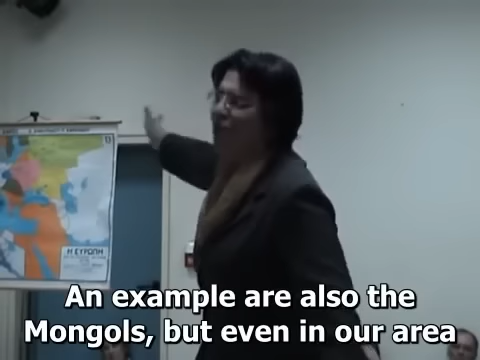 Η ΕΥΡΩΠΗ
An example are also the
Mongols, but even in our area